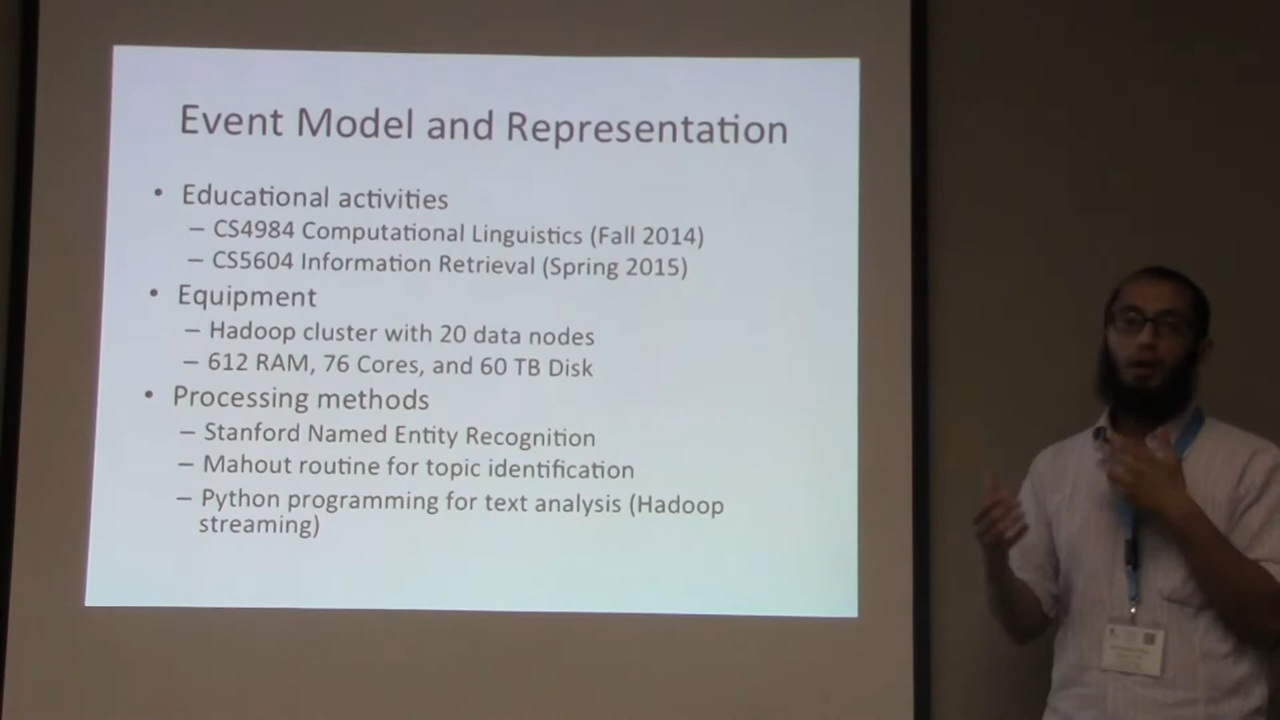 Event Model and Representation
• Educational activities
– CS4984 Computational Linguistics (Fall 2014)
– CS5604 Information Retrieval (Spring 2015)
• Equipment
– Hadoop cluster with 20 data nodes
– 612 RAM, 76 Cores, and 60 TB Disk
• Processing methods
– Stanford Named Entity Recognition
– Mahout routine for topic identification
– Python programming for text analysis (Hadoop
streaming)